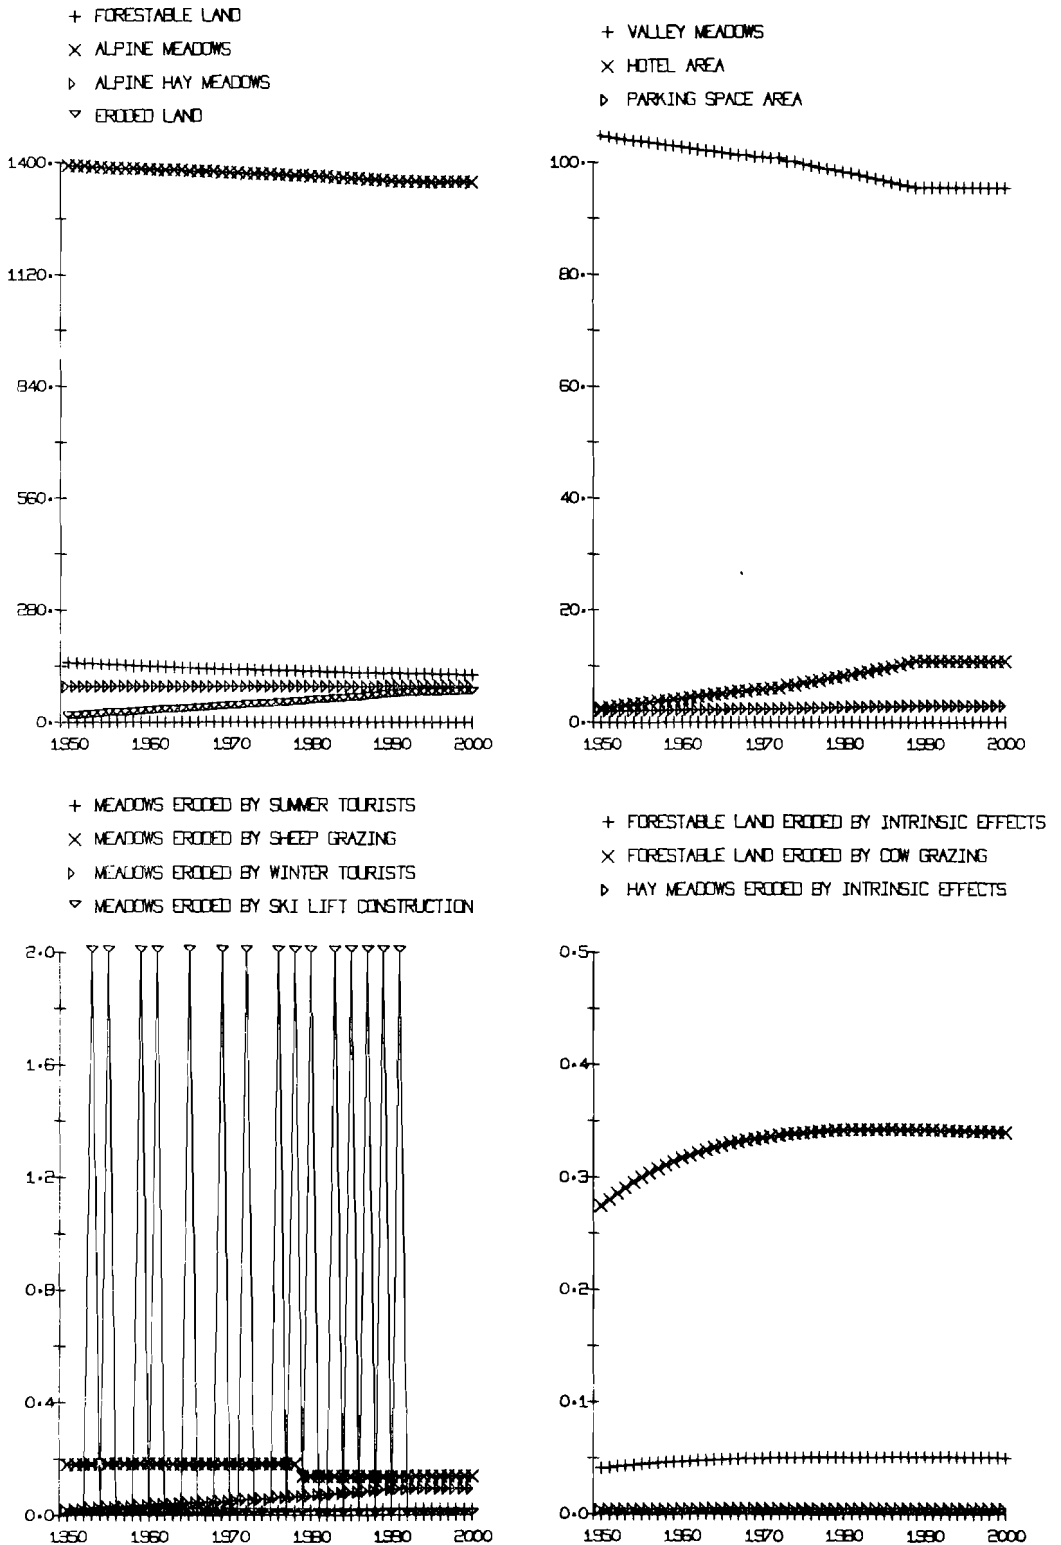 + FORESTABLE LAND
× ALPINE MEADOWS
▷ ALPINE HAY MEADOWS
▽ ERODED LAND
1400.
1120.
840.
560.
280.
0.
1950 1960 1970 1980 1990 2000
+ VALLEY MEADOWS
× HOTEL AREA
▷ PARKING SPACE AREA
100.
80.
60.
40.
20.
0.
1950 1960 1970 1980 1990 2000
+ MEADOWS ERODED BY SUMMER TOURISTS
× MEADOWS ERODED BY SHEEP GRAZING
▷ MEADOWS ERODED BY WINTER TOURISTS
▽ MEADOWS ERODED BY SKI LIFT CONSTRUCTION
2.0
1.6
1.2
0.8
0.4
0.0
1950 1960 1970 1980 1990 2000
+ FORESTABLE LAND ERODED BY INTRINSIC EFFECTS
× FORESTABLE LAND ERODED BY COW GRAZING
▷ HAY MEADOWS ERODED BY INTRINSIC EFFECTS
0.5
0.4
0.3
0.2
0.1
0.0
1950 1960 1970 1980 1990 2000